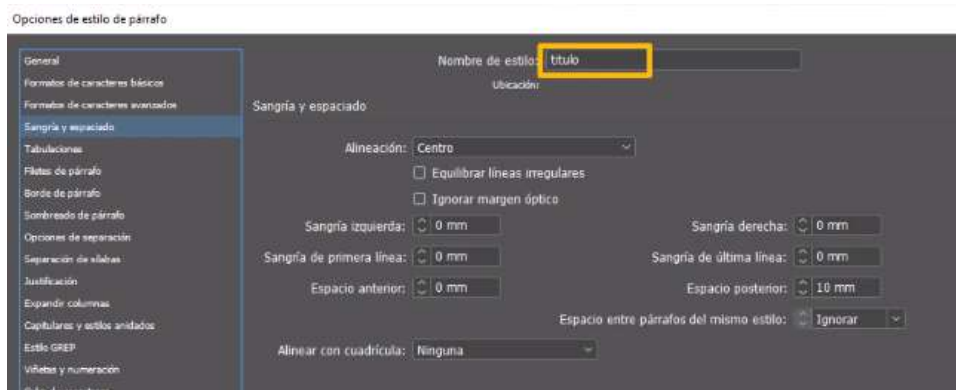 Opciones de estilo de párrafo
General
Formatos de caracteres básicos
Formatos de caracteres avanzados
Sangría y espaciado
Tabulaciones
Filetes de párrafo
Borde de párrafo
Sombreado de párrafo
Opciones de separación
Separación de sílabas
Justificación
Expandir columnas
Capitulares y estilos anidados
Estilo GREP
Viñetas y numeración
Nombre de estilo: titulo
Ubicación:
Sangría y espaciado
Alineación: Centro
Equilibrar líneas irregulares
Ignorar margen óptico
Sangría izquierda: 0 mm Sangría derecha: 0 mm
Sangría de primera línea: 0 mm Sangría de última línea: 0 mm
Espacio anterior: 0 mm Espacio posterior: 10 mm
Espacio entre párrafos del mismo estilo: Ignorar
Alinear con cuadrícula: Ninguna